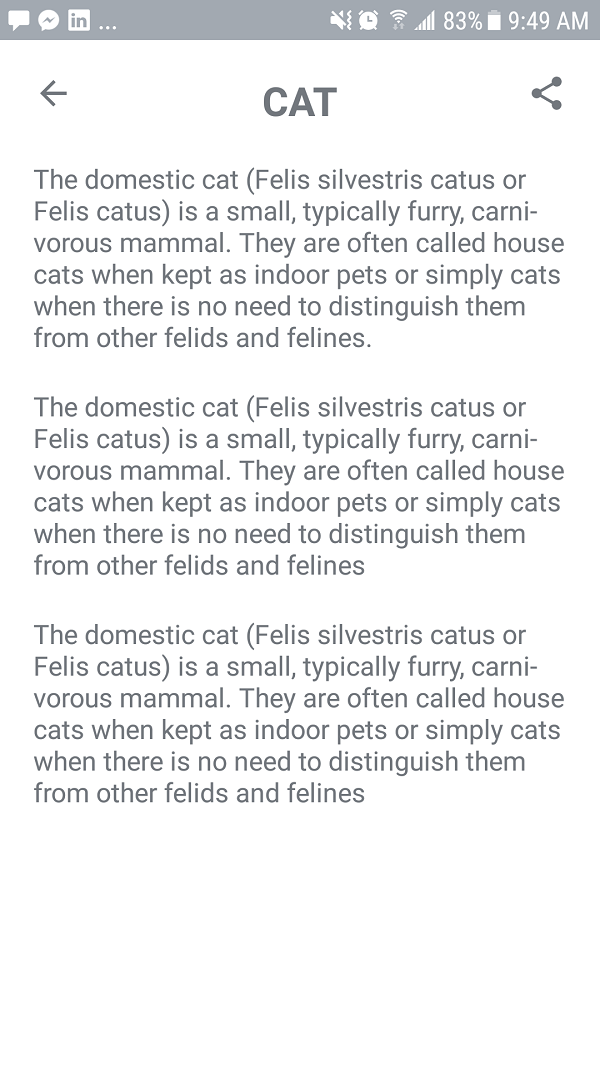 in ... 83% 9:49 AM
CAT
The domestic cat (Felis silvestris catus or
Felis catus) is a small, typically furry, carni-
vorous mammal. They are often called house
cats when kept as indoor pets or simply cats
when there is no need to distinguish them
from other felids and felines.
The domestic cat (Felis silvestris catus or
Felis catus) is a small, typically furry, carni-
vorous mammal. They are often called house
cats when kept as indoor pets or simply cats
when there is no need to distinguish them
from other felids and felines
The domestic cat (Felis silvestris catus or
Felis catus) is a small, typically furry, carni-
vorous mammal. They are often called house
cats when kept as indoor pets or simply cats
when there is no need to distinguish them
from other felids and felines